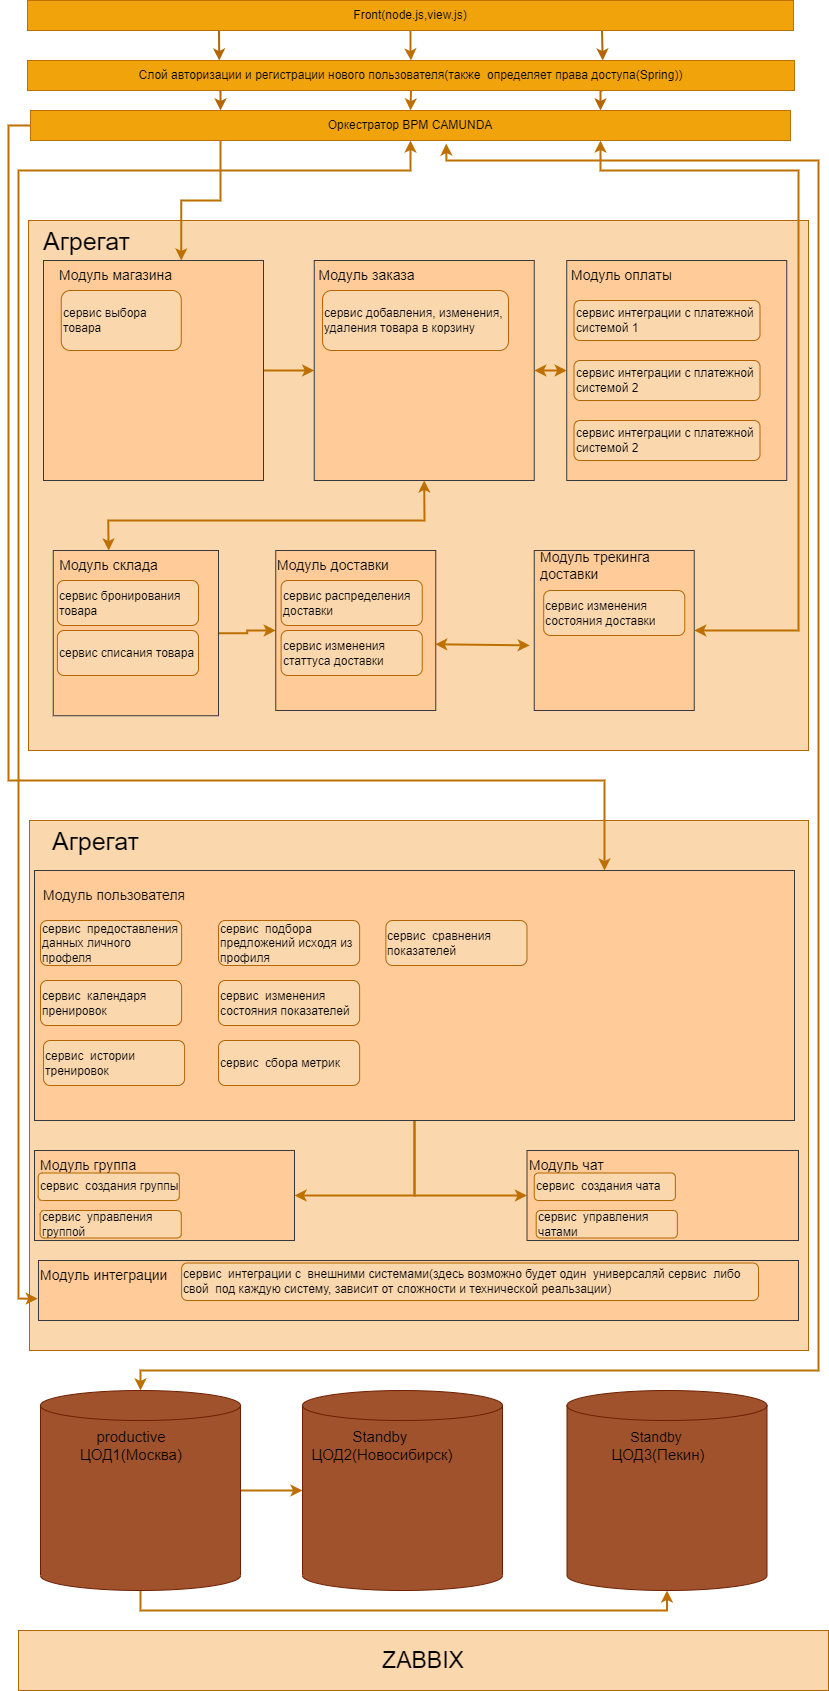 Front(node.js,view.js)
Слой авторизации и регистрации нового пользователя(также определяет права доступа(Spring))
Оркестратор BPM CAMUNDA
Агрегат
Модуль магазина
сервис выбора
товара
Модуль заказа
сервис добавления, изменения,
удаления товара в корзину
Модуль оплаты
сервис интеграции с платежной
системой 1
сервис интеграции с платежной
системой 2
сервис интеграции с платежной
системой 2
Модуль склада
сервис бронирования
товара
сервис списания товара
Модуль доставки
сервис распределения
доставки
сервис изменения
статтуса доставки
Модуль трекинга
доставки
сервис изменения
состояния доставки
Агрегат
Модуль пользователя
сервис предоставления
данных личного
профеля
сервис подбора
предложений исходя из
профиля
сервис сравнения
показателей
сервис календаря
пренировок
сервис изменения
состояния показателей
сервис истории
тренировок
сервис сбора метрик
Модуль группа
сервис создания группы
сервис управления
группой
Модуль чат
сервис создания чата
сервис управления
чатами
Модуль интеграции
сервис интеграции с внешними системами(здесь возможно будет один универсаляй сервис либо
свой под каждую систему, зависит от сложности и технической реальзации)
productive
ЦОД1(Москва)
Standby
ЦОД2(Новосибирск)
Standby
ЦОД3(Пекин)
ZABBIX